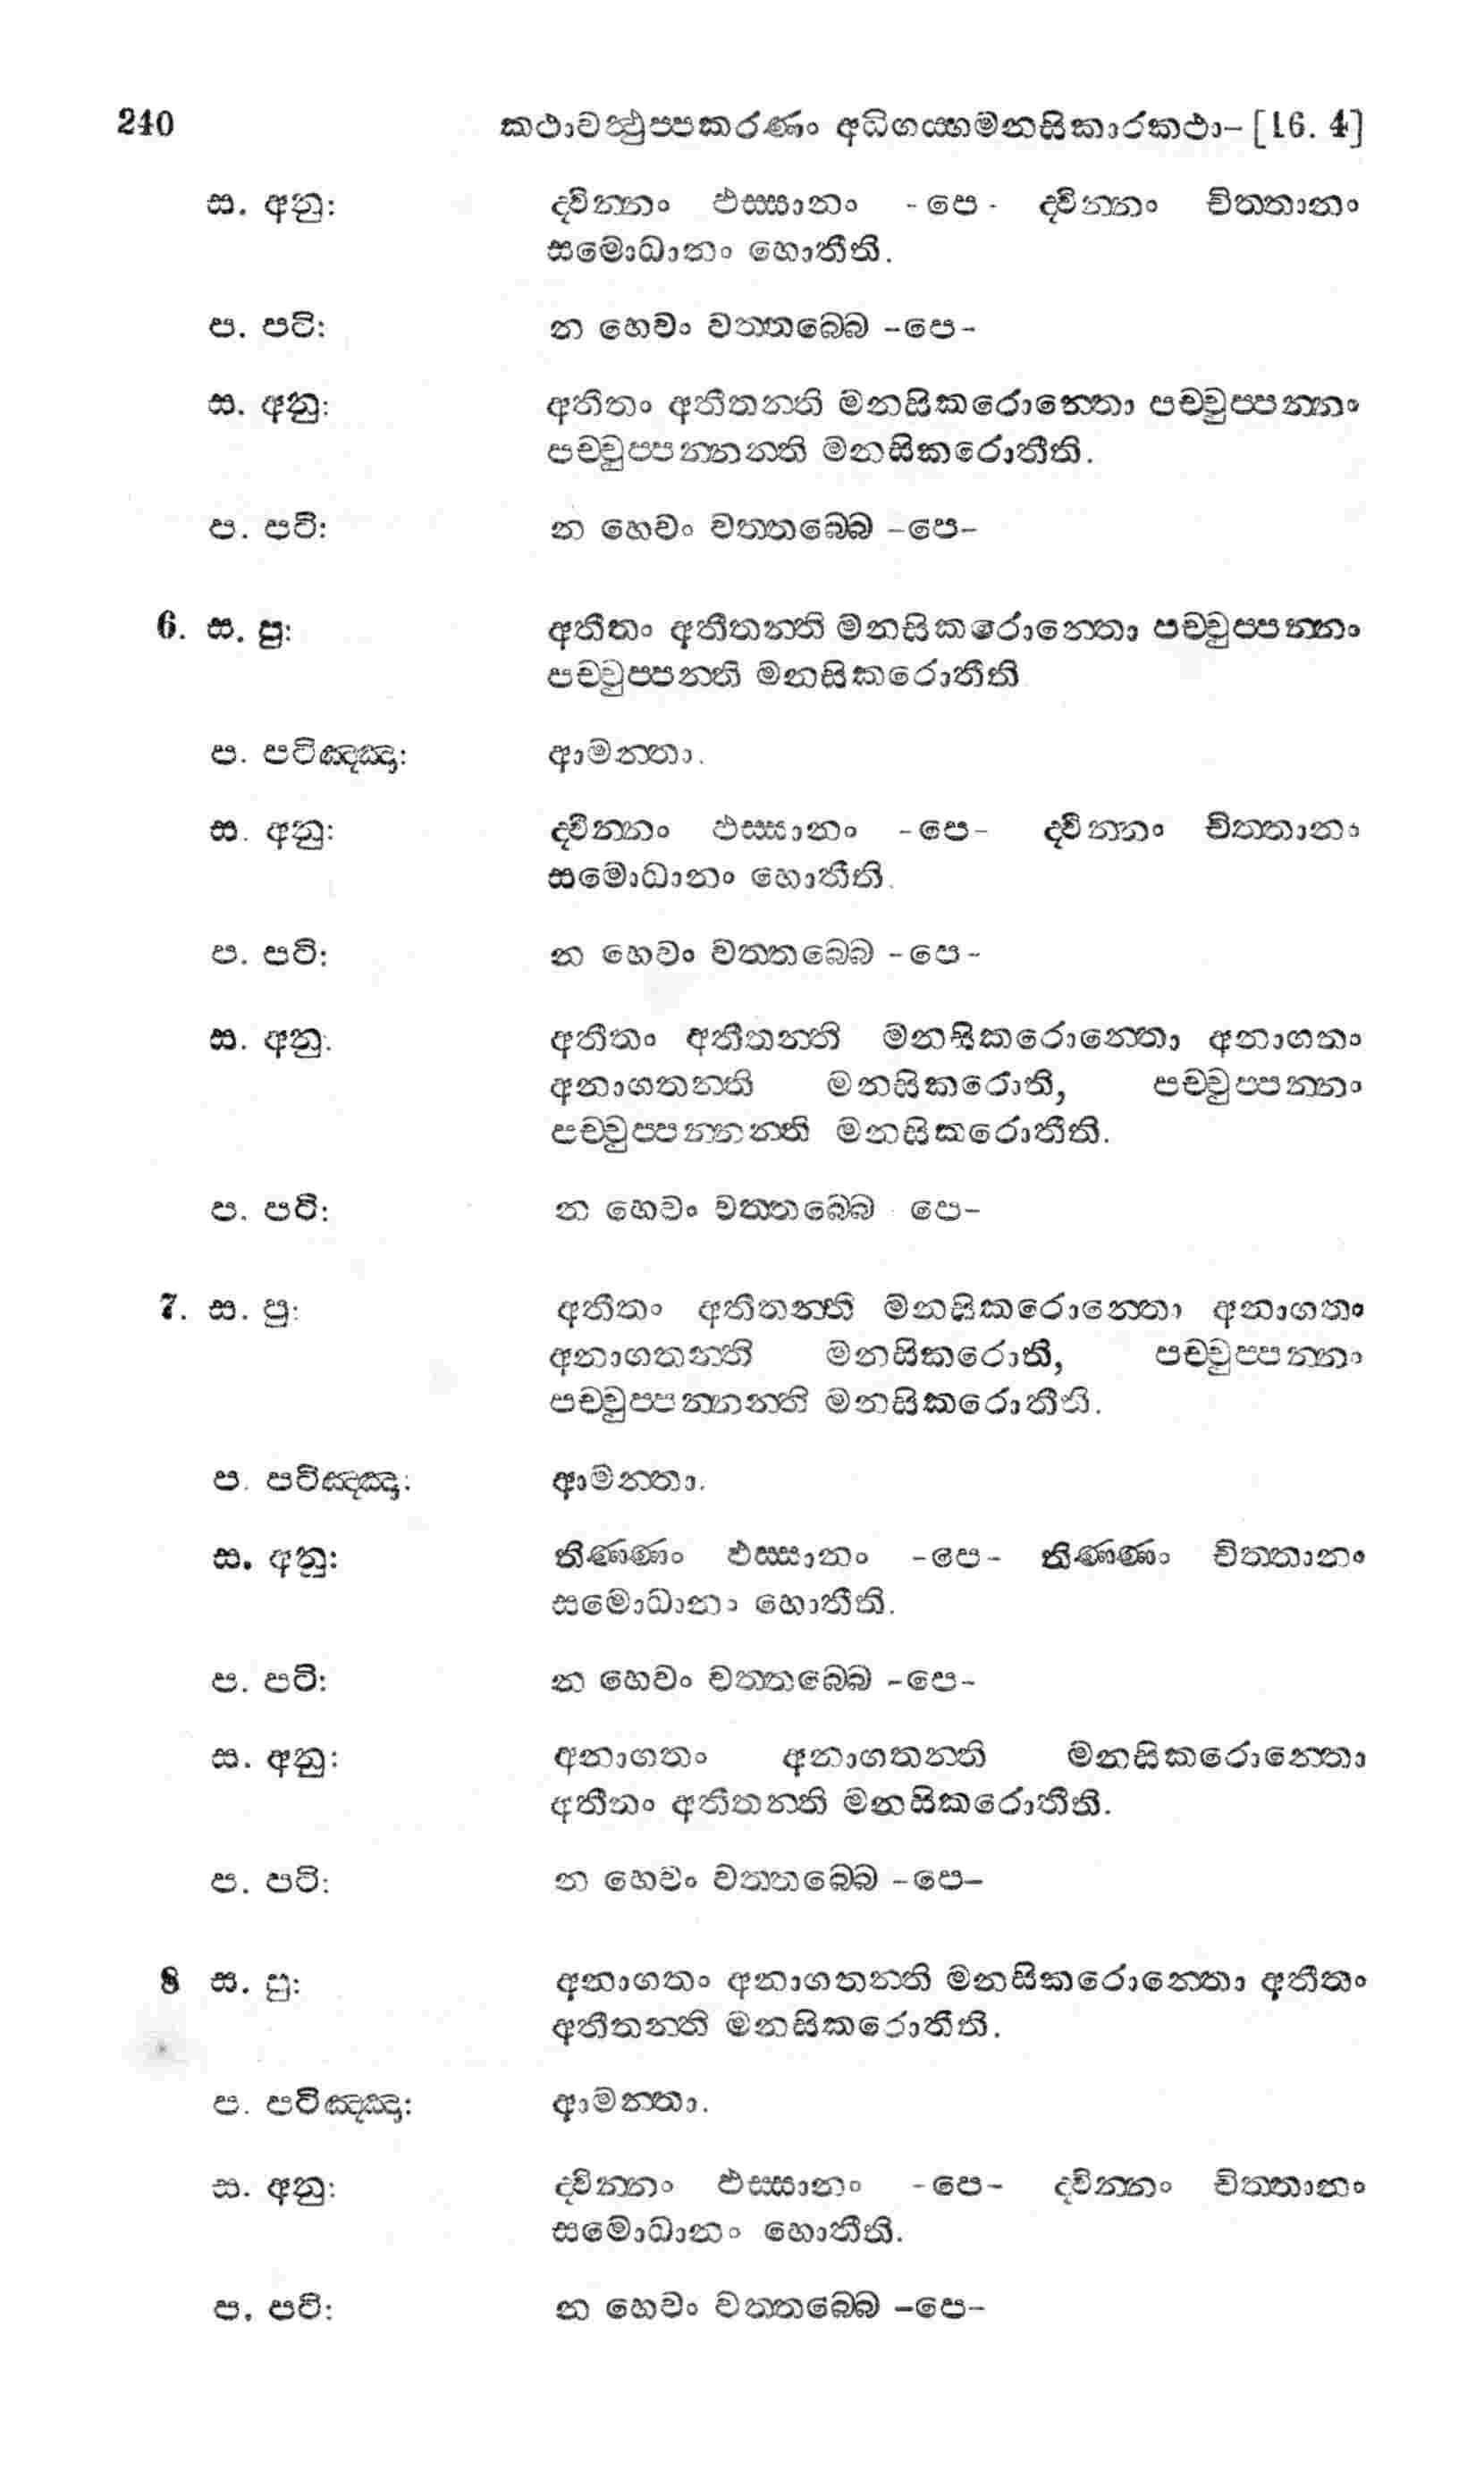 240 කථාවත්‍ථුප්පකරණං අධිගය්හමනසිකාරකථා– [16. 4]
ස. අනු: ද්වින්නං ඵස්සානං -පෙ- ද්වින්නං චිත්තානං
සමොධානං හොතීති.
ප. පටි: න හෙවං වත්තබ්බෙ -පෙ-
ස. අනු: අතීතං අතීතන්ති මනසිකරොන්තො පච්චුප්පන්නං
පච්චුප්පන්නන්ති මනසිකරොතීති.
ප. පටි: න හෙවං වත්තබ්බෙ -පෙ-
6. ස. පු: අතීතං අතීතන්ති මනසිකරොන්තො පච්චුප්පන්නං
පච්චුප්පන්ති මනසිකරොතීති
ප. පටිඤ්ඤා: ආමන්තා.
ස. අනු: ද්වින්නං ඵස්සානං -පෙ- ද්වින්නං චිත්තානං
සමොධානං හොතීති.
ප. පටි: න හෙවං වත්තබ්බෙ -පෙ-
ස. අනු: අතීතං අතීතන්ති මනසිකරොන්තො අනාගතං
අනාගතන්ති මනසිකරොති, පච්චුප්පන්නං
පච්චුප්පන්නන්ති මනසිකරොතීති.
ප. පටි: න හෙවං වත්තබ්බෙ පෙ-
7. ස. පු: අතීතං අතීතන්ති මනසිකරොන්තො අනාගතං
අනාගතන්ති මනසිකරොති, පච්චුප්පන්නං
පච්චුප්පන්නන්ති මනසිකරොතීති.
ප. පටිඤ්ඤා: ආමන්තා.
ස. අනු: තිණ්ණං ඵස්සානං -පෙ- තිණ්ණං චිත්තානං
සමොධානං හොතීති.
ප. පටි: න හෙවං වත්තබ්බෙ -පෙ-
ස. අනු: අනාගතං අනාගතන්ති මනසිකරොන්තො
අතීතං අතීතන්ති මනසිකරොතීති.
ප. පටි: න හෙවං වත්තබ්බෙ -පෙ-
8 ස. පු: අනාගතං අනාගතන්ති මනසිකරොන්තො අතීතං
අතීතන්ති මනසිකරොතීති.
ප. පටිඤ්ඤා: ආමන්තා.
ස. අනු: ද්වින්නං ඵස්සානං -පෙ- ද්වින්නං චිත්තානං
සමොධානං හොතීති.
ප. පටි: න හෙවං වත්තබ්බෙ -පෙ-